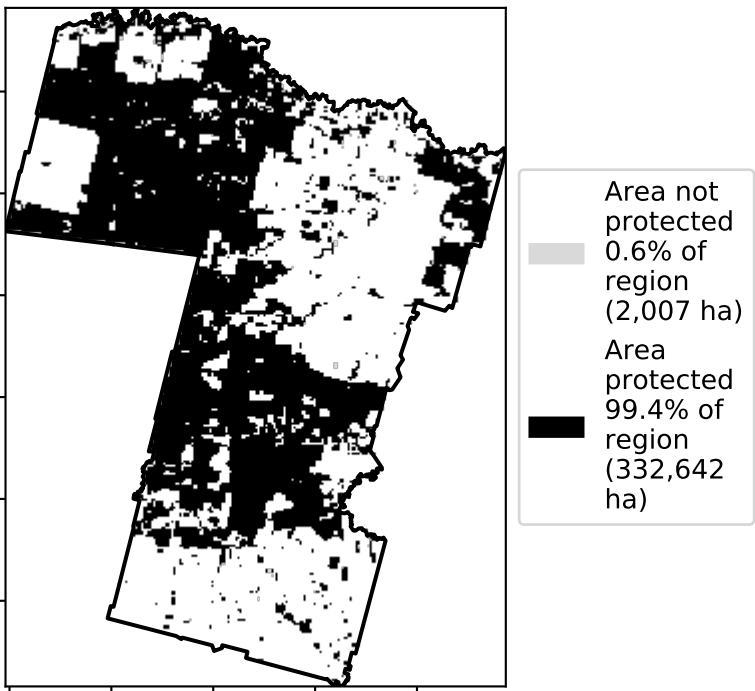 Area not
protected
0.6% of
region
(2,007 ha)
Area
protected
99.4% of
region
(332,642
ha)